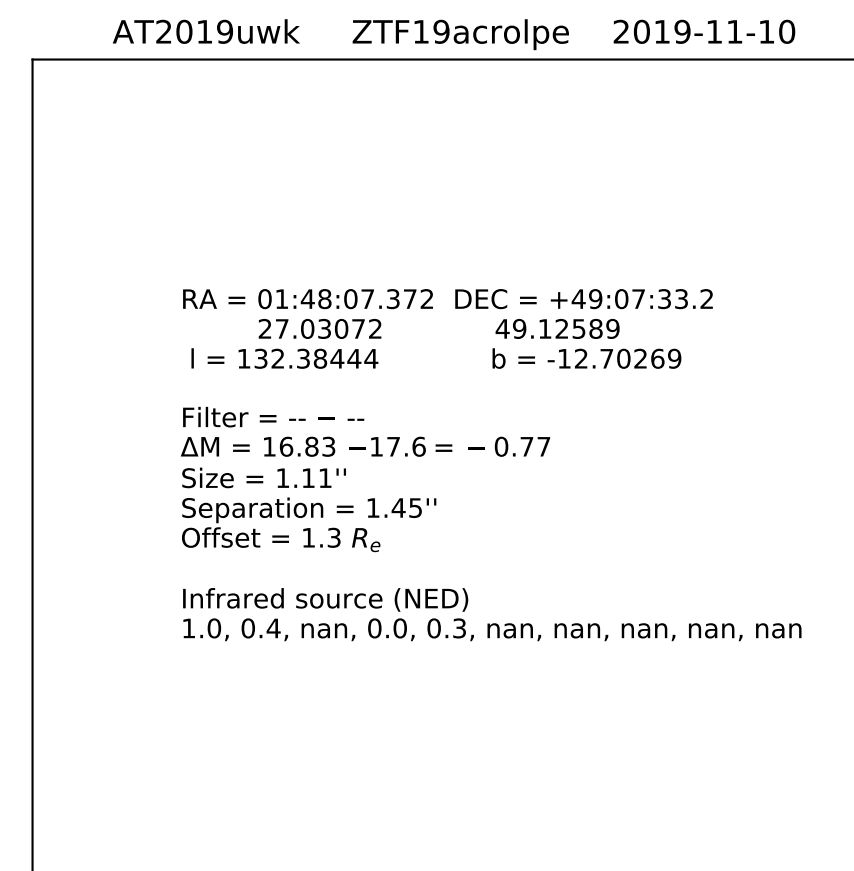 AT2019uwk ZTF19acrolpe 2019-11-10
RA = 01:48:07.372 DEC = +49:07:33.2
27.03072 49.12589
l = 132.38444 b = -12.70269
Filter = -- − --
ΔM = 16.83 −17.6 = − 0.77
Size = 1.11''
Separation = 1.45''
Offset = 1.3 Rₑ
Infrared source (NED)
1.0, 0.4, nan, 0.0, 0.3, nan, nan, nan, nan, nan